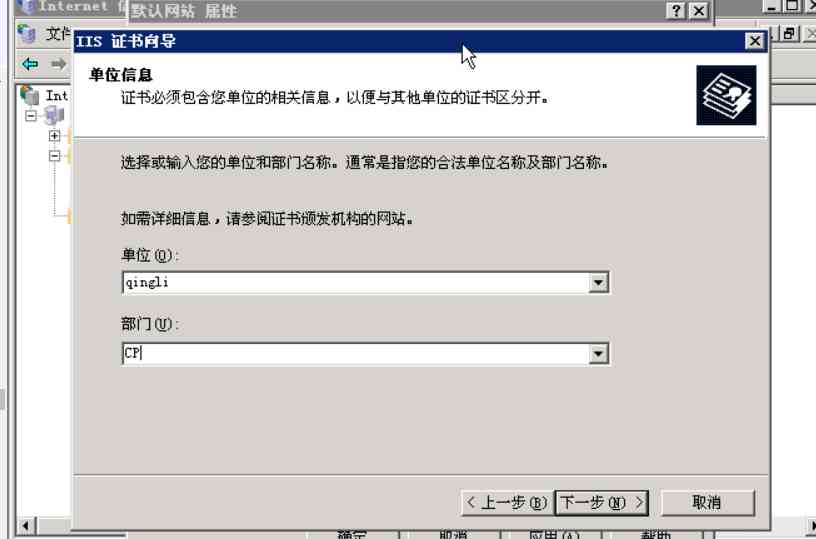 Internet 信
默认网站 属性
文件
IIS 证书向导
单位信息
证书必须包含您单位的相关信息，以便与其他单位的证书区分开。
Int
选择或输入您的单位和部门名称。通常是指您的合法单位名称及部门名称。
如需详细信息，请参阅证书颁发机构的网站。
单位(O):
qingli
部门(U):
CP
< 上一步(B)
下一步(N) >
取消
确定
取消
应用(A)
帮助